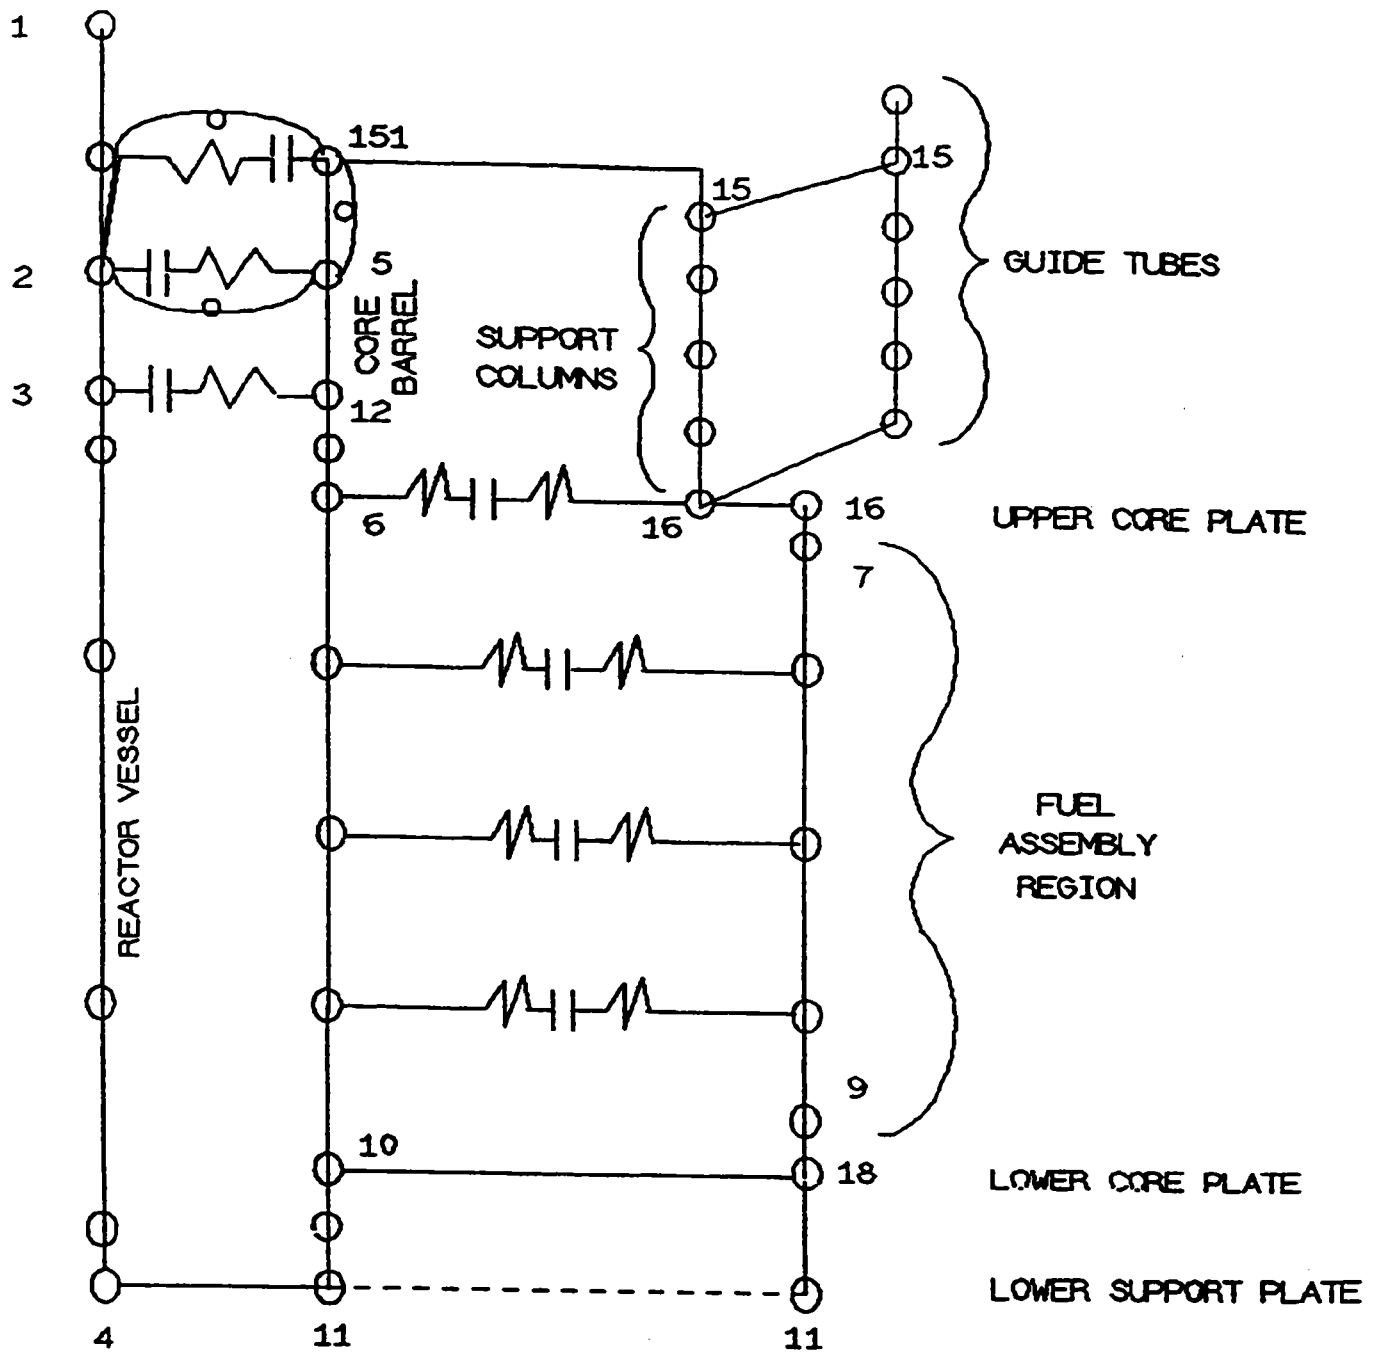 1
151
15
15
2
5
GUIDE TUBES
CORE
BARREL
SUPPORT
COLUMNS
3
12
6
16
16
UPPER CORE PLATE
7
REACTOR VESSEL
FUEL
ASSEMBLY
REGION
9
10
18
LOWER CORE PLATE
LOWER SUPPORT PLATE
4
11
11